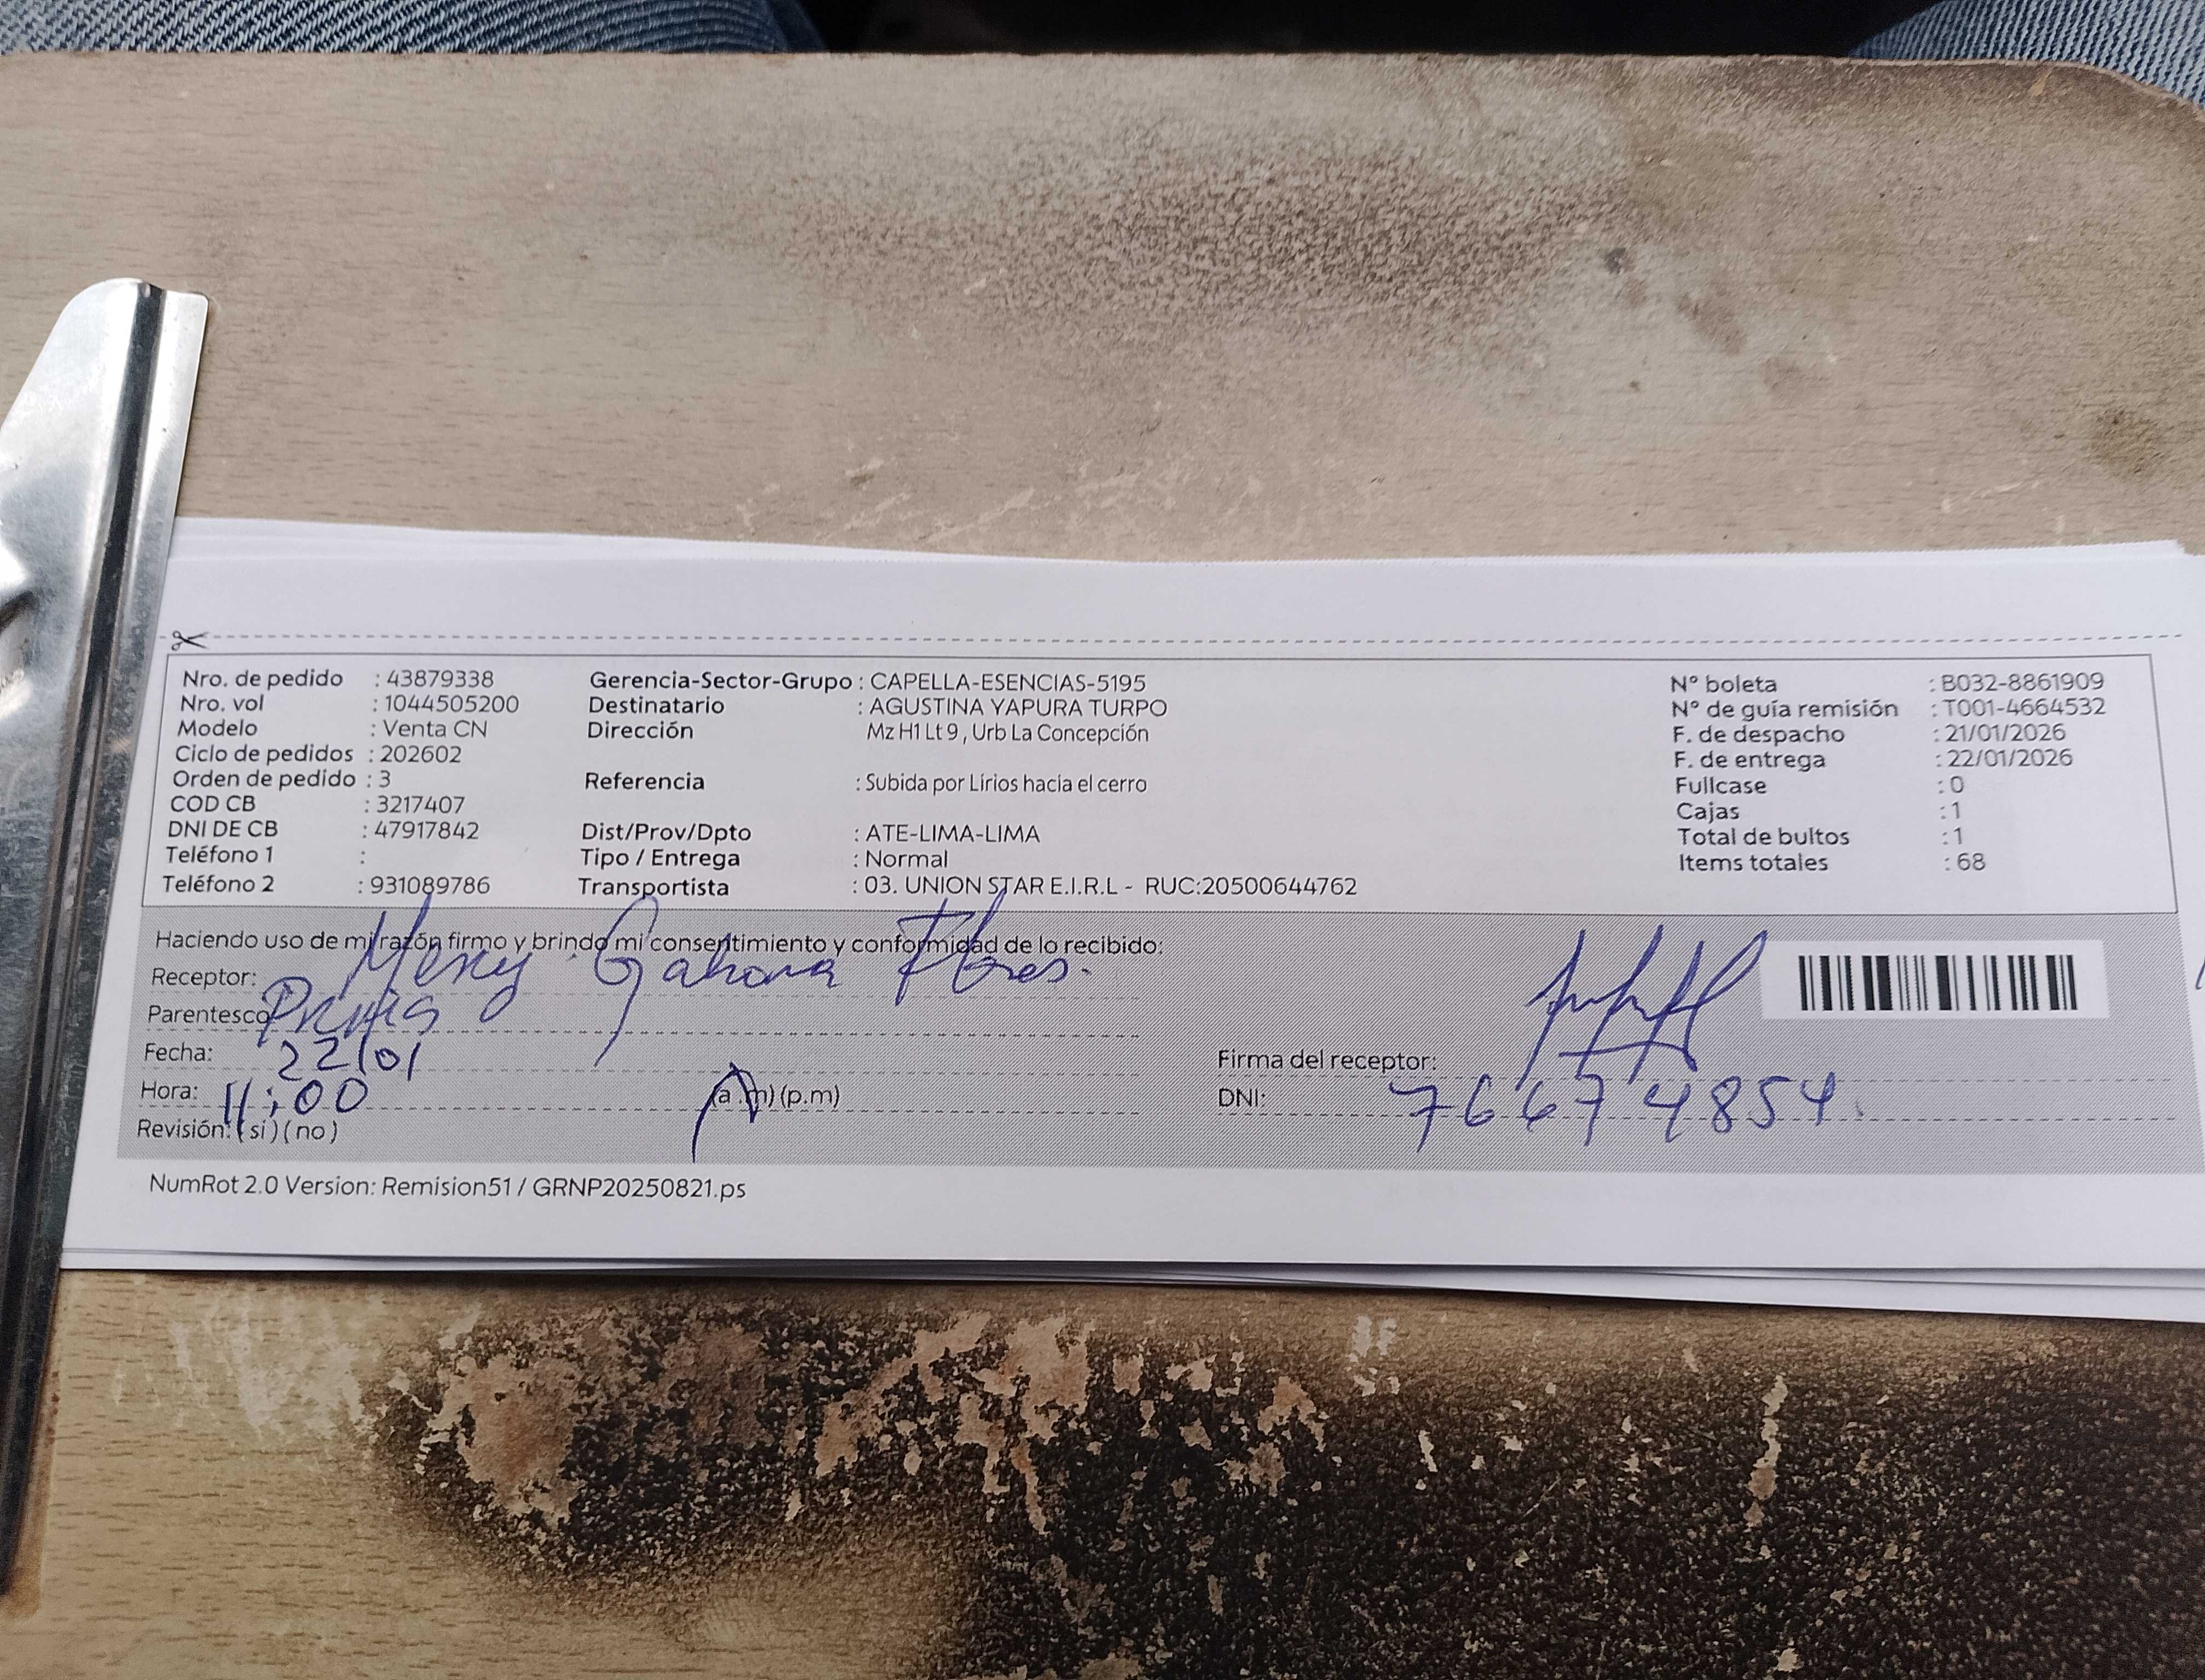 Nro. de pedido : 43879338 Gerencia-Sector-Grupo : CAPELLA-ESENCIAS-5195 N° boleta : B032-8861909
Nro. vol : 1044505200 Destinatario : AGUSTINA YAPURA TURPO N° de guía remisión : T001-4664532
Modelo : Venta CN Dirección Mz H1 Lt 9 , Urb La Concepción F. de despacho : 21/01/2026
Ciclo de pedidos : 202602 F. de entrega : 22/01/2026
Orden de pedido : 3 Referencia : Subida por Lirios hacia el cerro Fullcase : 0
COD CB : 3217407 Cajas : 1
DNI DE CB : 47917842 Dist/Prov/Dpto : ATE-LIMA-LIMA Total de bultos : 1
Teléfono 1 : Tipo / Entrega : Normal Items totales : 68
Teléfono 2 : 931089786 Transportista : 03. UNION STAR E.I.R.L - RUC:20500644762
Haciendo uso de mi razón firmo y brindo mi consentimiento y conformidad de lo recibido:
Receptor: Flores.
Parentesco
Fecha: 22/01 Firma del receptor:
Hora: 11:00 (a.m) (p.m) DNI: 76674854
Revisión: ( si ) ( no )
NumRot 2.0 Version: Remision51 / GRNP20250821.ps